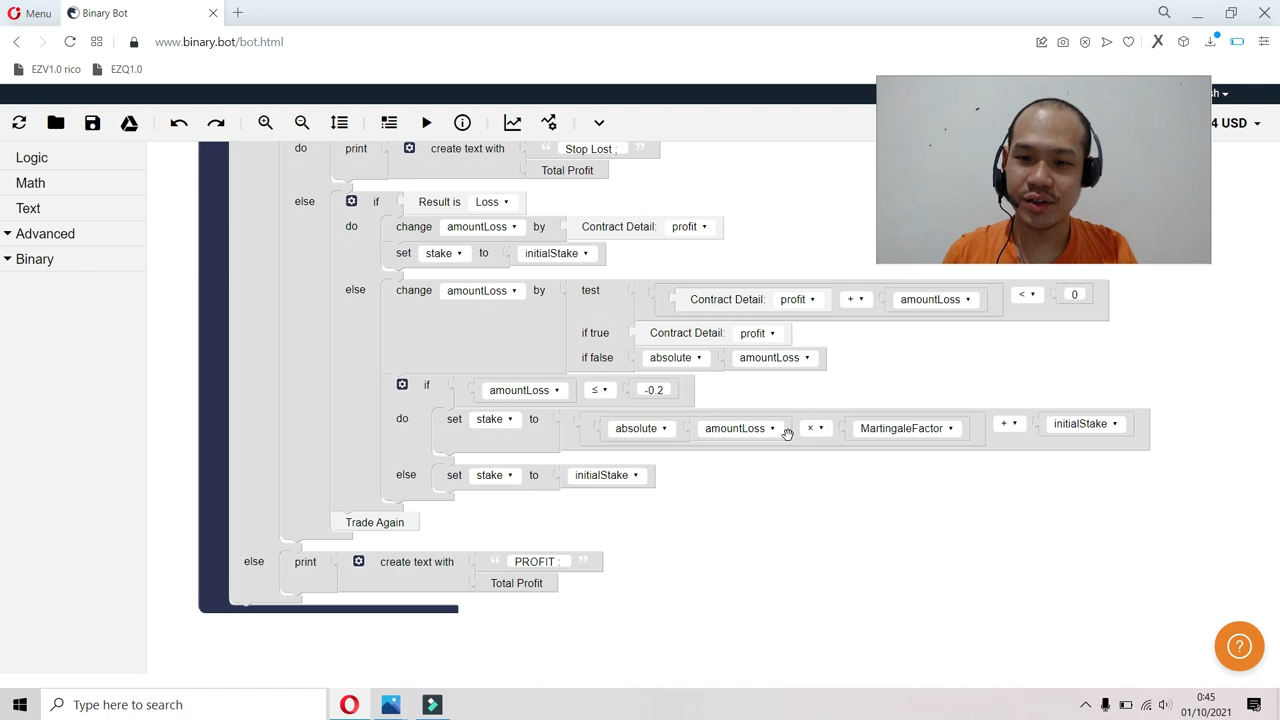 Menu
Binary Bot
www.binary.bot/bot.html
EZV1.0 rico
EZQ1.0
sh
4 USD
Logic
Math
Text
Advanced
Binary
do print create text with “ Stop Lost ; ”
Total Profit
else if Result is Loss
do change amountLoss by Contract Detail: profit
set stake to initialStake
else change amountLoss by test Contract Detail: profit + amountLoss < 0
if true Contract Detail: profit
if false absolute amountLoss
if amountLoss ≤ -0.2
do set stake to absolute amountLoss × MartingaleFactor + initialStake
else set stake to initialStake
Trade Again
else print create text with “ PROFIT : ”
Total Profit
?
Type here to search
0:45
01/10/2021